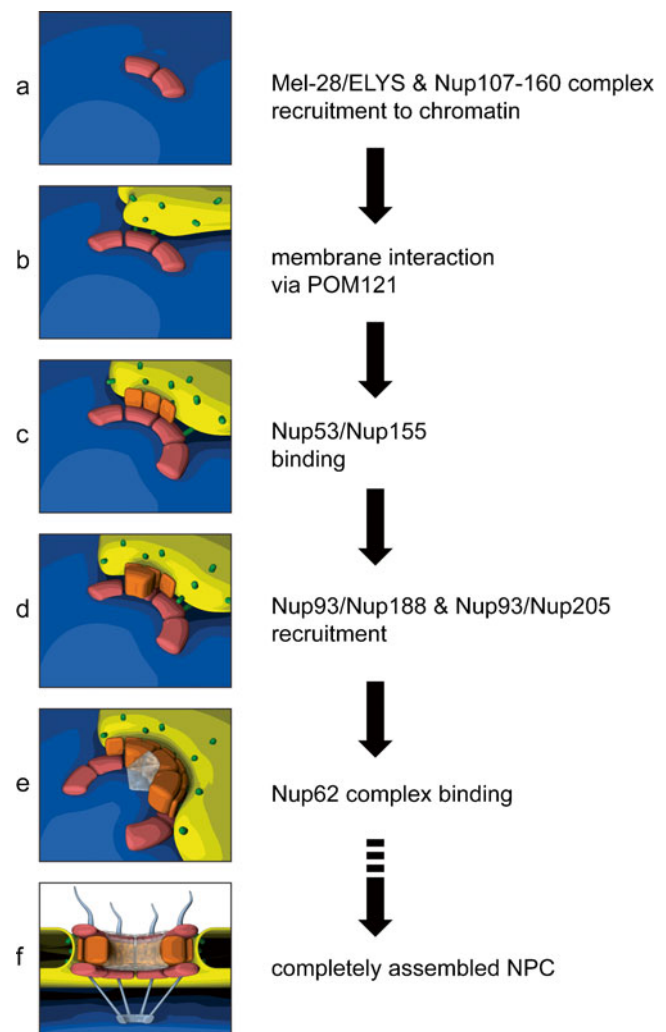 a
Mel-28/ELYS & Nup107-160 complex
recruitment to chromatin
b
membrane interaction
via POM121
c
Nup53/Nup155
binding
d
Nup93/Nup188 & Nup93/Nup205
recruitment
e
Nup62 complex binding
f
completely assembled NPC